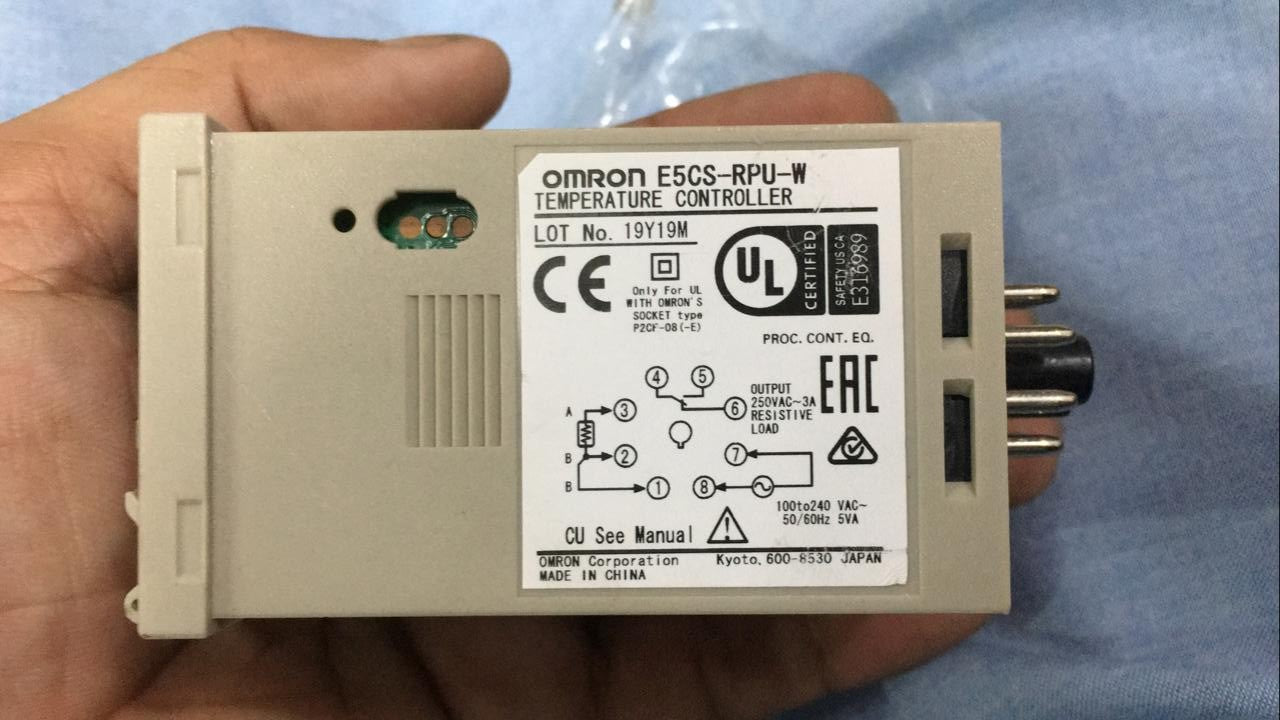 OMRON E5CS-RPU-W
TEMPERATURE CONTROLLER
LOT No. 19Y19M
CE
Only For UL
WITH OMRON'S
SOCKET type
P2CF-08(-E)
UL
CERTIFIED
SAFETY US CA
E316989
PROC. CONT. EQ.
EAC
4
5
A
3
6
OUTPUT
250VAC~3A
RESISTIVE
LOAD
B
2
7
B
1
8
100to240 VAC~
50/60Hz 5VA
CU See Manual
OMRON Corporation Kyoto, 600-8530 JAPAN
MADE IN CHINA